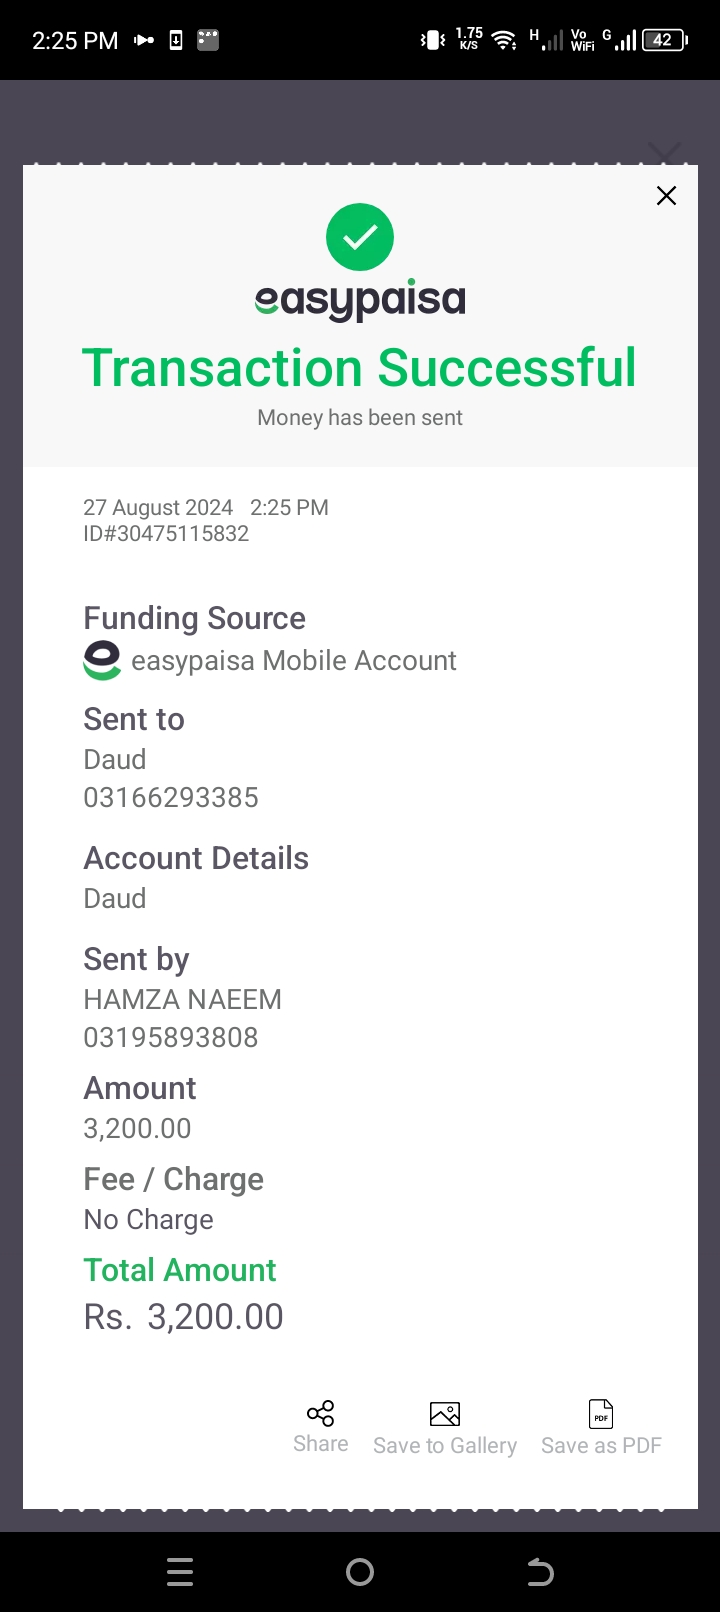 2:25 PM
1.75 K/S
H
Vo WiFi
G
42
easypaisa
Transaction Successful
Money has been sent
27 August 2024 2:25 PM
ID#30475115832
Funding Source
easypaisa Mobile Account
Sent to
Daud
03166293385
Account Details
Daud
Sent by
HAMZA NAEEM
03195893808
Amount
3,200.00
Fee / Charge
No Charge
Total Amount
Rs. 3,200.00
PDF
Share Save to Gallery Save as PDF